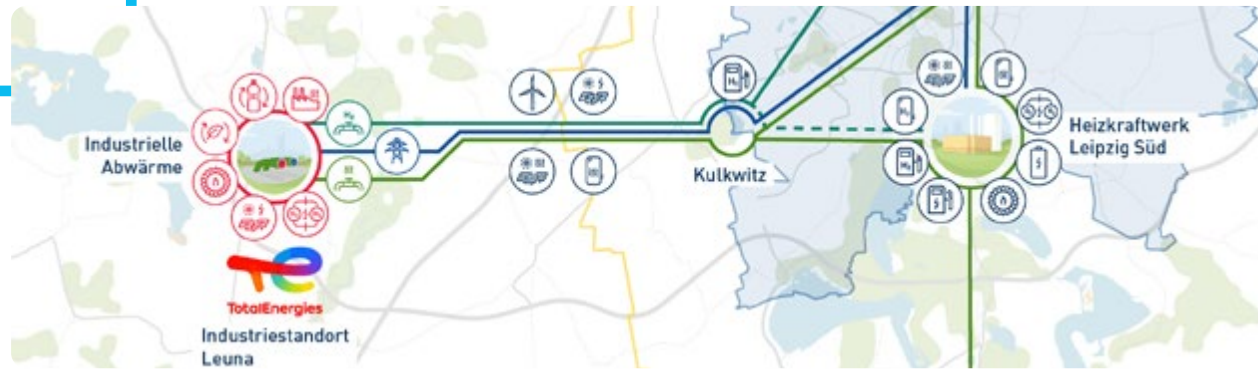 Industrielle
Abwärme
Kulkwitz
Heizkraftwerk
Leipzig Süd
TotalEnergies
Industriestandort
Leuna